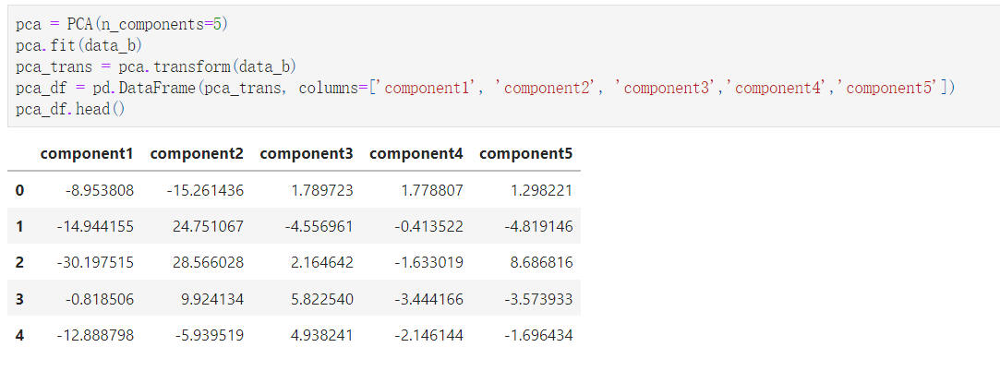 pca = PCA(n_components=5)
pca.fit(data_b)
pca_trans = pca.transform(data_b)
pca_df = pd.DataFrame(pca_trans, columns=['component1', 'component2', 'component3','component4','component5'])
pca_df.head()
component1 component2 component3 component4 component5
0 -8.953808 -15.261436 1.789723 1.778807 1.298221
1 -14.944155 24.751067 -4.556961 -0.413522 -4.819146
2 -30.197515 28.566028 2.164642 -1.633019 8.686816
3 -0.818506 9.924134 5.822540 -3.444166 -3.573933
4 -12.888798 -5.939519 4.938241 -2.146144 -1.696434